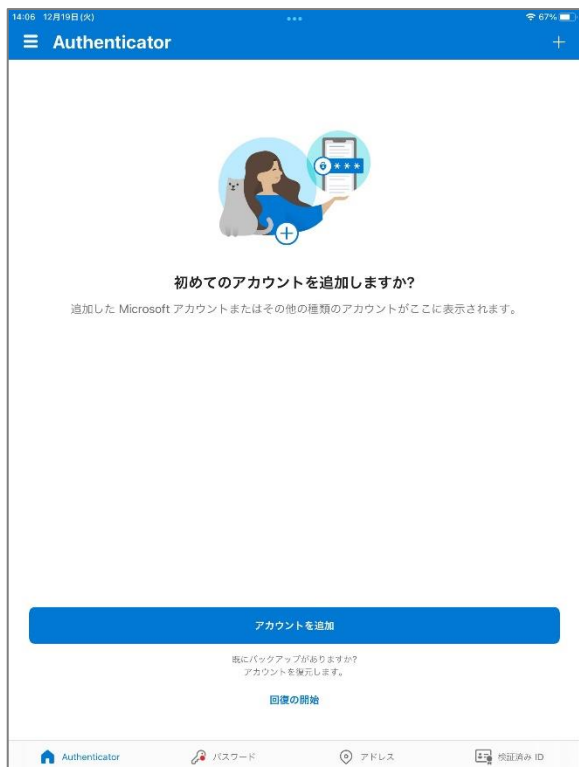 14:06 12月19日(火)
67%
Authenticator
* * *
初めてのアカウントを追加しますか?
追加した Microsoft アカウントまたはその他の種類のアカウントがここに表示されます。
アカウントを追加
既にバックアップがありますか?
アカウントを復元します。
回復の開始
Authenticator パスワード アドレス 検証済み ID